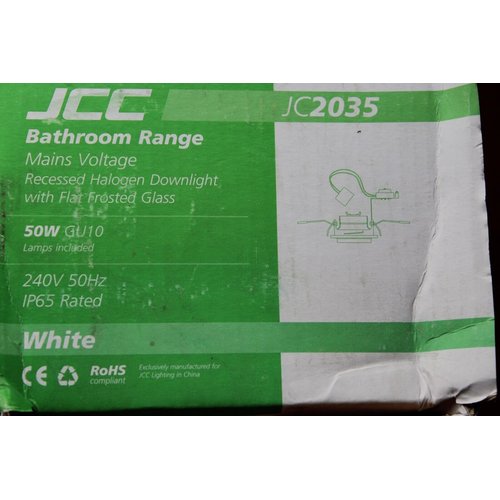 JCC
JC2035
Bathroom Range
Mains Voltage
Recessed Halogen Downlight
with Flat Frosted Glass
50W GU10
Lamps included
240V 50Hz
IP65 Rated
White
CE RoHS
compliant
Exclusively manufactured for
JCC Lighting in China